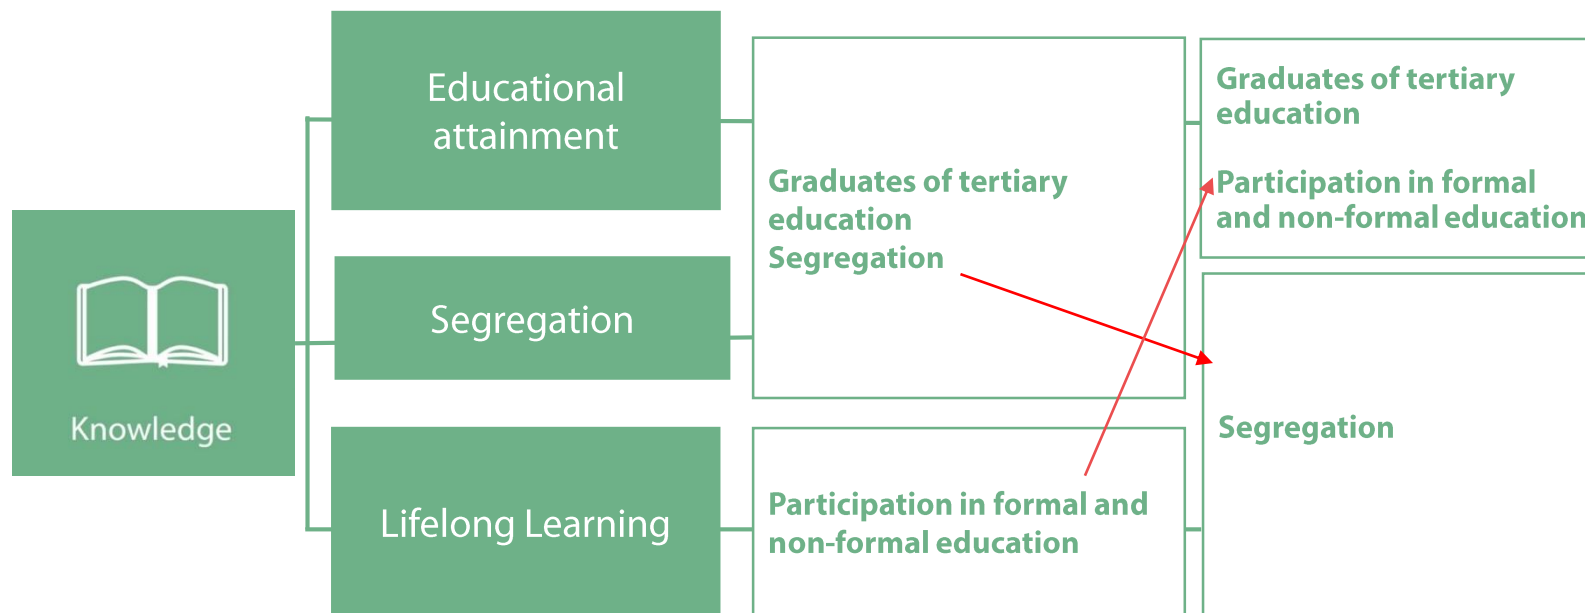 Knowledge
Educational
attainment
Segregation
Lifelong Learning
Graduates of tertiary
education
Segregation
Participation in formal and
non-formal education
Graduates of tertiary
education
Participation in formal
and non-formal education
Segregation